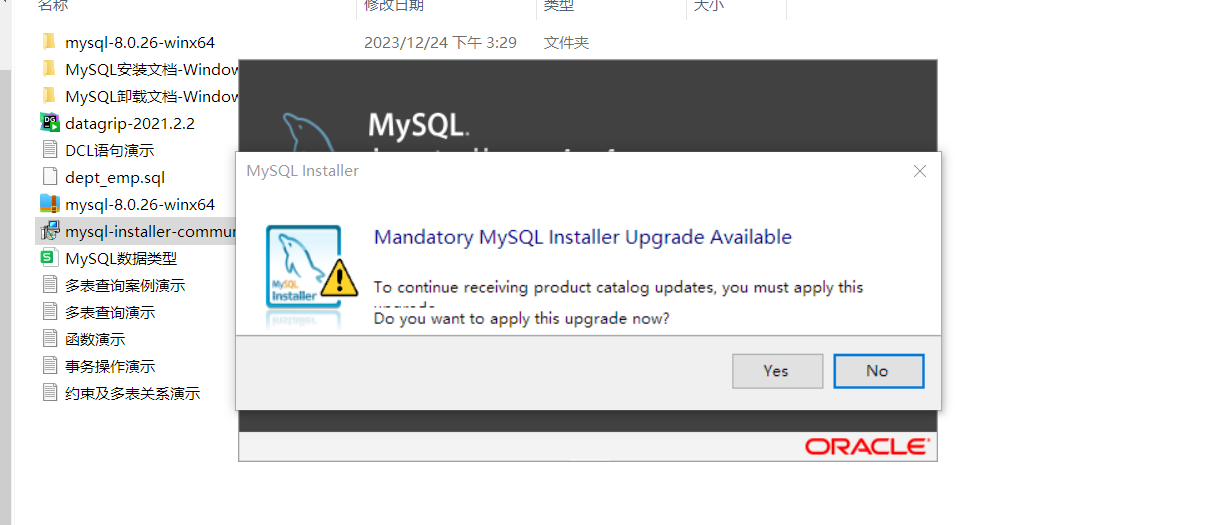 名称 修改日期 类型 大小
mysql-8.0.26-winx64 2023/12/24 下午 3:29 文件夹
MySQL安装文档-Window
MySQL卸载文档-Window
datagrip-2021.2.2
DCL语句演示
dept_emp.sql
mysql-8.0.26-winx64
mysql-installer-commun
MySQL数据类型
多表查询案例演示
多表查询演示
函数演示
事务操作演示
约束及多表关系演示
MySQL.
MySQL Installer
MySQL
Installer
Mandatory MySQL Installer Upgrade Available
To continue receiving product catalog updates, you must apply this
upgrade.
Do you want to apply this upgrade now?
Yes No
ORACLE